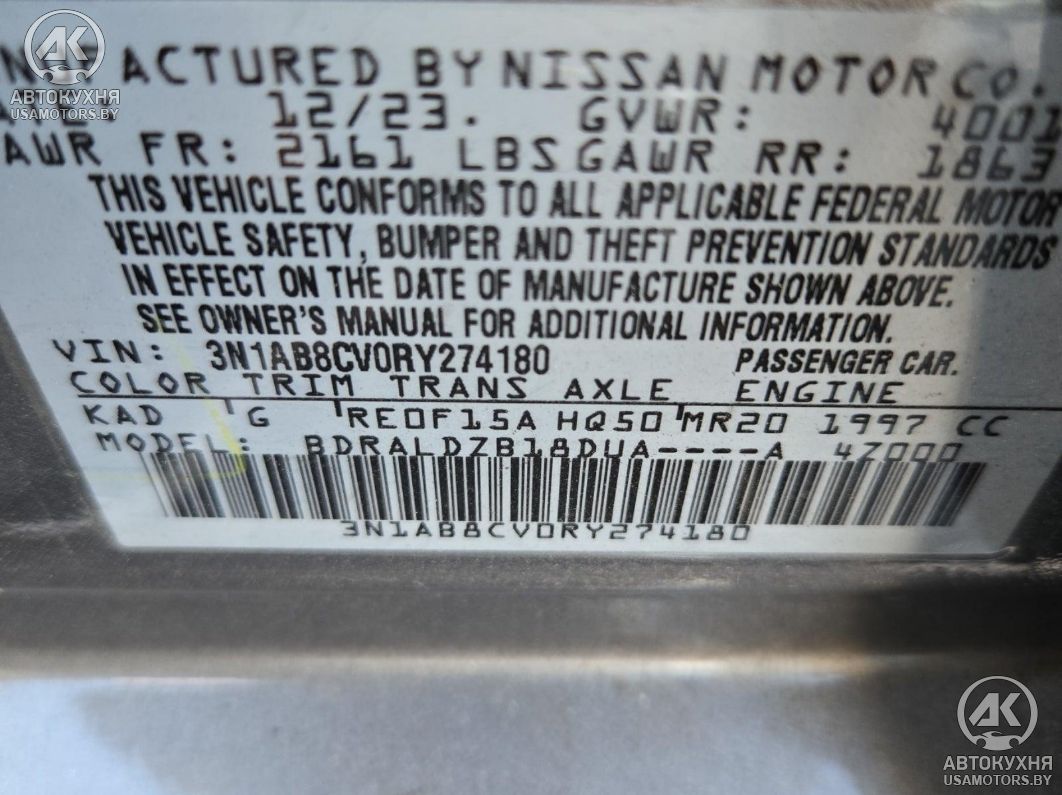 AK
АВТОКУХНЯ
USAMOTORS.BY
ACTURED BY NISSAN MOTOR CO.
12/23. GVWR: 4001
AWR FR: 2161 LBS GAWR RR: 1863
THIS VEHICLE CONFORMS TO ALL APPLICABLE FEDERAL MOTOR
VEHICLE SAFETY, BUMPER AND THEFT PREVENTION STANDARDS
IN EFFECT ON THE DATE OF MANUFACTURE SHOWN ABOVE.
SEE OWNER'S MANUAL FOR ADDITIONAL INFORMATION.
VIN: 3N1AB8CV0RY274180 PASSENGER CAR.
COLOR TRIM TRANS AXLE ENGINE
KAD G RE0F15A HQ50 MR20 1997 CC
MODEL: BDRALDZB18DUA----A 4Z000
3N1AB8CV0RY274180
AK
АВТОКУХНЯ
USAMOTORS.BY